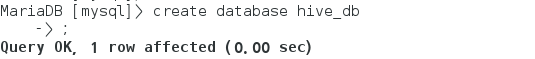 MariaDB [mysql]> create database hive_db
    -> ;
Query OK, 1 row affected (0.00 sec)